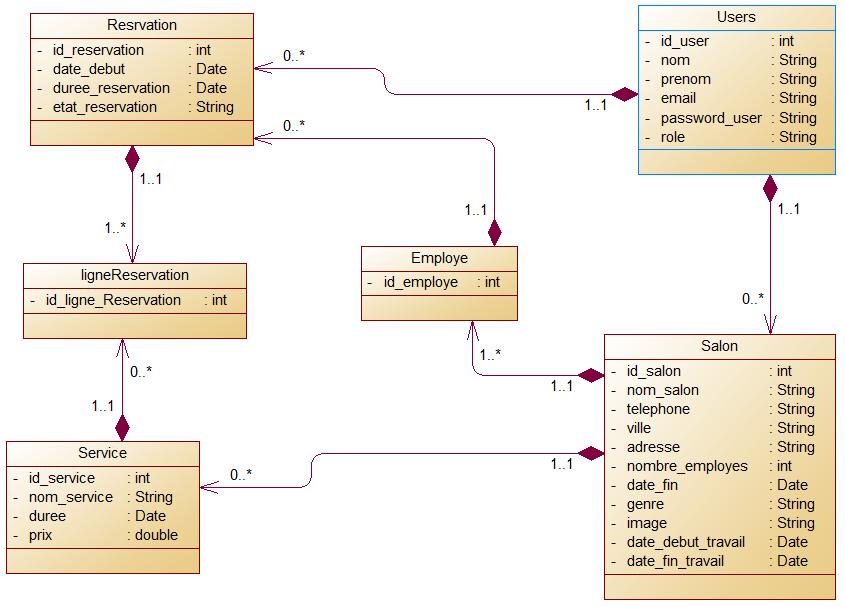 Resrvation
- id_reservation : int
- date_debut : Date
- duree_reservation : Date
- etat_reservation : String
0..*
1..1
Users
- id_user : int
- nom : String
- prenom : String
- email : String
- password_user : String
- role : String
0..*
1..1
1..1
1..*
1..1
0..*
ligneReservation
- id_ligne_Reservation : int
Employe
- id_employe : int
0..*
1..1
1..*
1..1
Salon
- id_salon : int
- nom_salon : String
- telephone : String
- ville : String
- adresse : String
- nombre_employes : int
- date_fin : Date
- genre : String
- image : String
- date_debut_travail : Date
- date_fin_travail : Date
Service
- id_service : int
- nom_service : String
- duree : Date
- prix : double
0..*
1..1